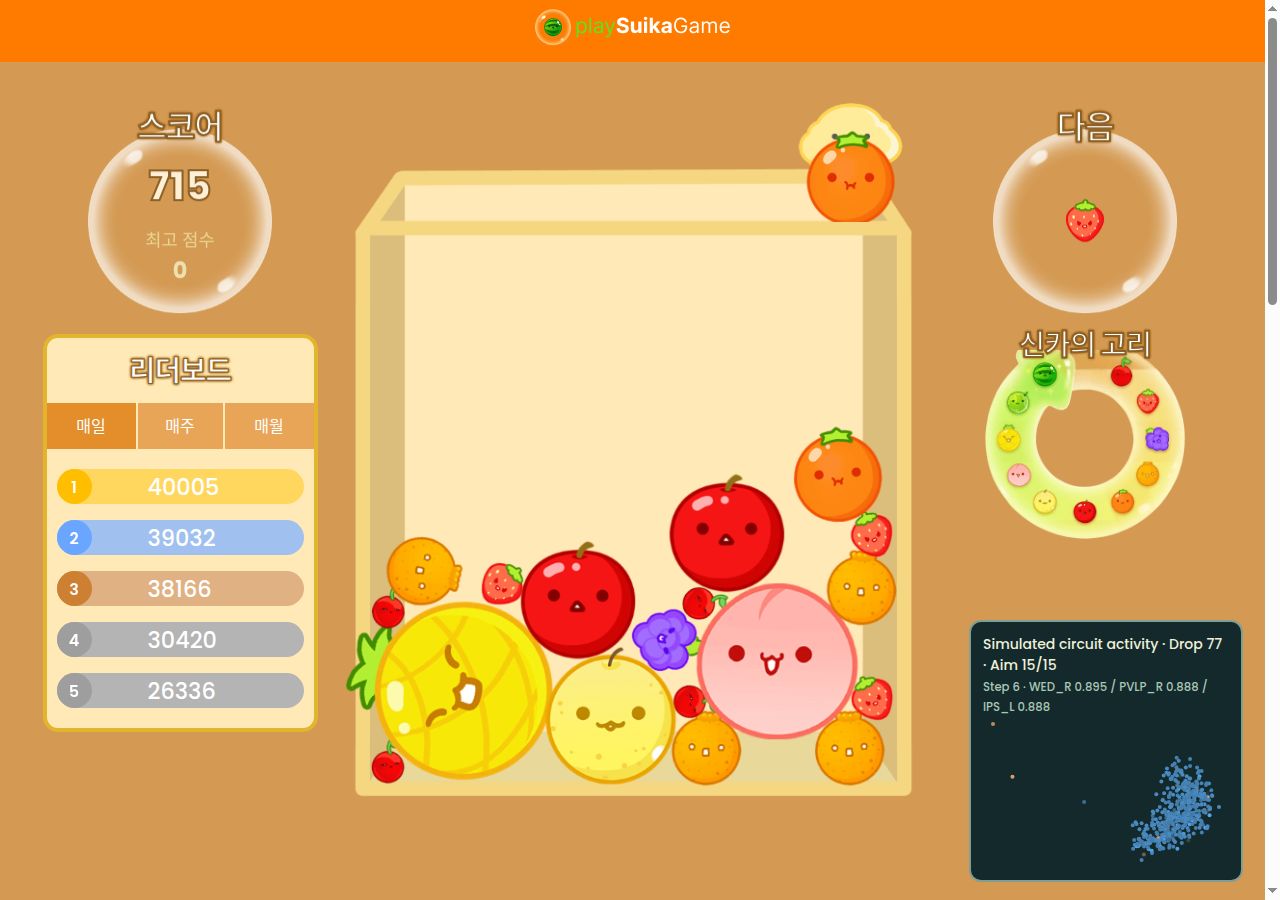 playSuikaGame
스코어
715
최고 점수
0
리더보드
매일 매주 매월
1 40005
2 39032
3 38166
4 30420
5 26336
다음
신카의 고리
Simulated circuit activity · Drop 77
· Aim 15/15
Step 6 · WED_R 0.895 / PVLP_R 0.888 /
IPS_L 0.888